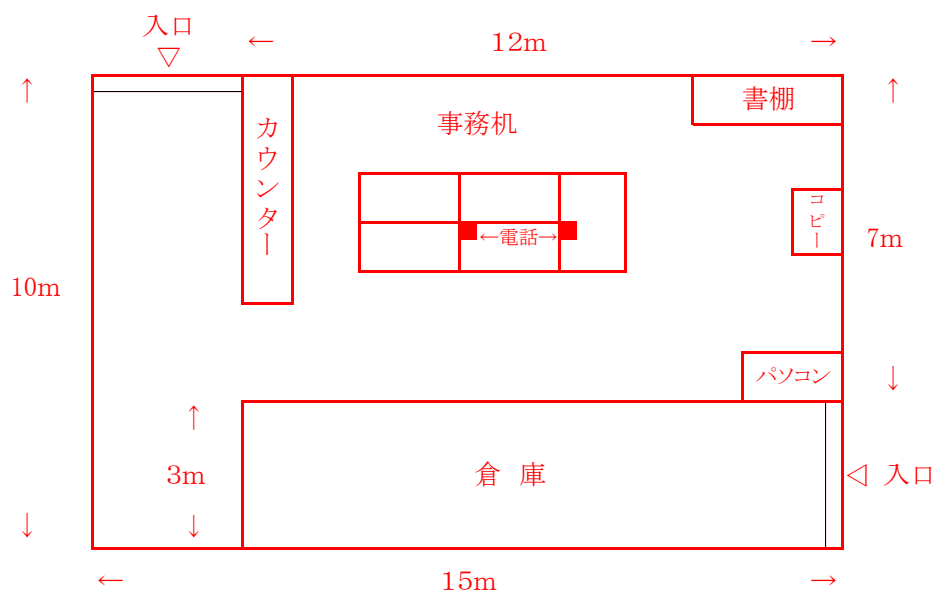 入口
▽
← 12m →
↑
↑
書棚
カウンター
事務机
コピー
←電話→
7m
10m
パソコン
↓
↑
3m
倉 庫
◁ 入口
↓
↓
← 15m →